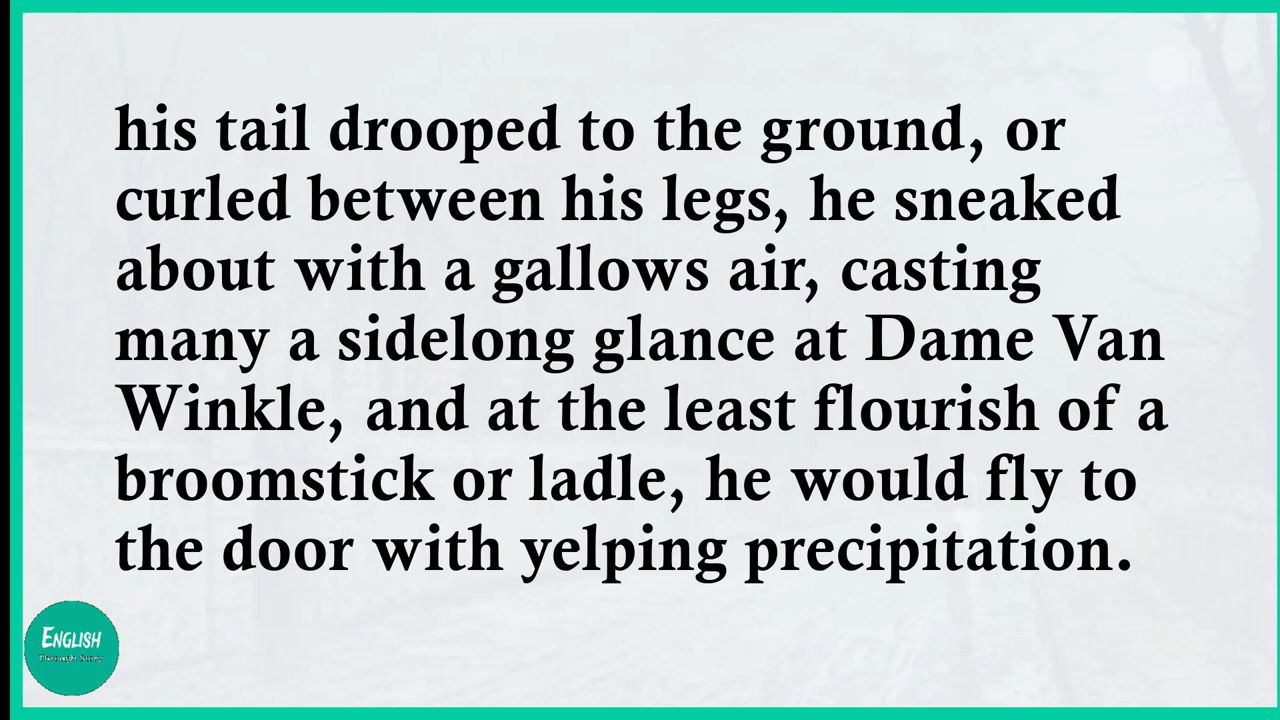 his tail drooped to the ground, or
curled between his legs, he sneaked
about with a gallows air, casting
many a sidelong glance at Dame Van
Winkle, and at the least flourish of a
broomstick or ladle, he would fly to
the door with yelping precipitation.
ENGLISH
Through Story